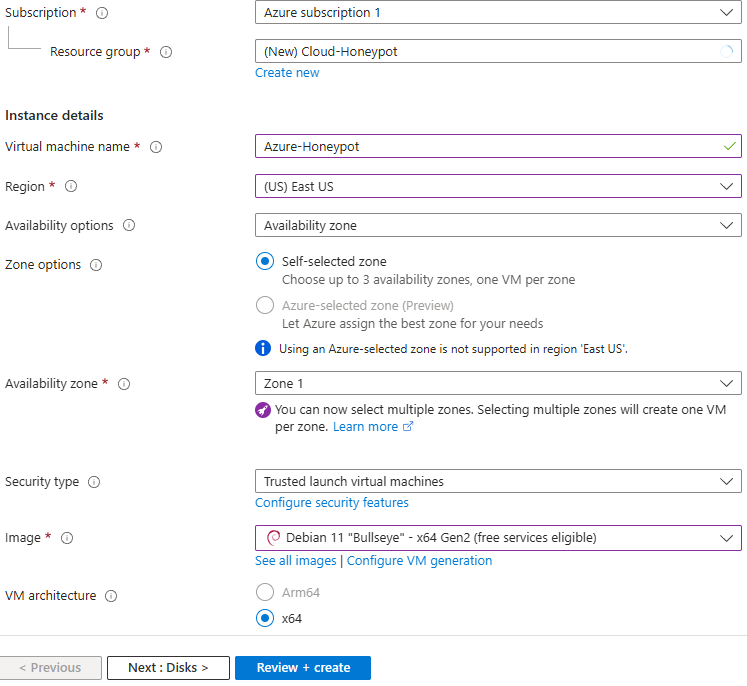 Subscription *
Azure subscription 1
Resource group *
(New) Cloud-Honeypot
Create new
Instance details
Virtual machine name *
Azure-Honeypot
Region *
(US) East US
Availability options
Availability zone
Zone options
Self-selected zone
Choose up to 3 availability zones, one VM per zone
Azure-selected zone (Preview)
Let Azure assign the best zone for your needs
Using an Azure-selected zone is not supported in region 'East US'.
Availability zone *
Zone 1
You can now select multiple zones. Selecting multiple zones will create one VM
per zone. Learn more
Security type
Trusted launch virtual machines
Configure security features
Image *
Debian 11 "Bullseye" - x64 Gen2 (free services eligible)
See all images | Configure VM generation
VM architecture
Arm64
x64
< Previous
Next : Disks >
Review + create